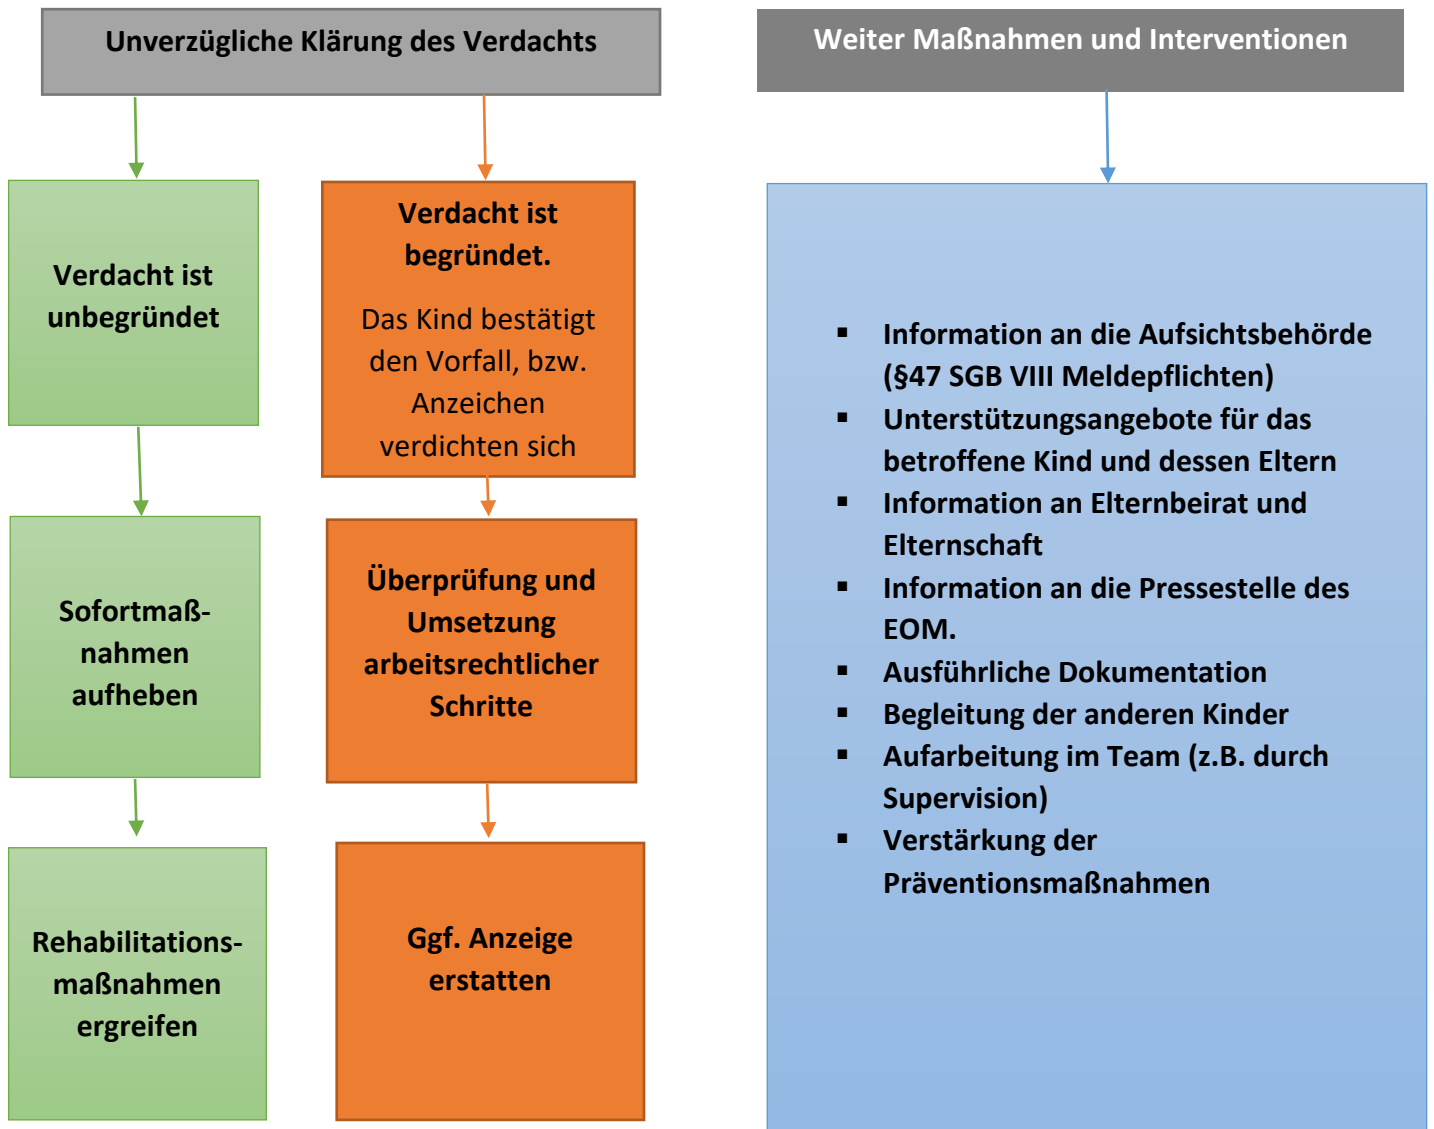 Unverzügliche Klärung des Verdachts
Verdacht ist
unbegründet
Sofortmaß-
nahmen
aufheben
Rehabilitations-
maßnahmen
ergreifen
Verdacht ist
begründet.
Das Kind bestätigt
den Vorfall, bzw.
Anzeichen
verdichten sich
Überprüfung und
Umsetzung
arbeitsrechtlicher
Schritte
Ggf. Anzeige
erstatten
Weiter Maßnahmen und Interventionen
▪ Information an die Aufsichtsbehörde
(§47 SGB VIII Meldepflichten)
▪ Unterstützungsangebote für das
betroffene Kind und dessen Eltern
▪ Information an Elternbeirat und
Elternschaft
▪ Information an die Pressestelle des
EOM.
▪ Ausführliche Dokumentation
▪ Begleitung der anderen Kinder
▪ Aufarbeitung im Team (z.B. durch
Supervision)
▪ Verstärkung der
Präventionsmaßnahmen